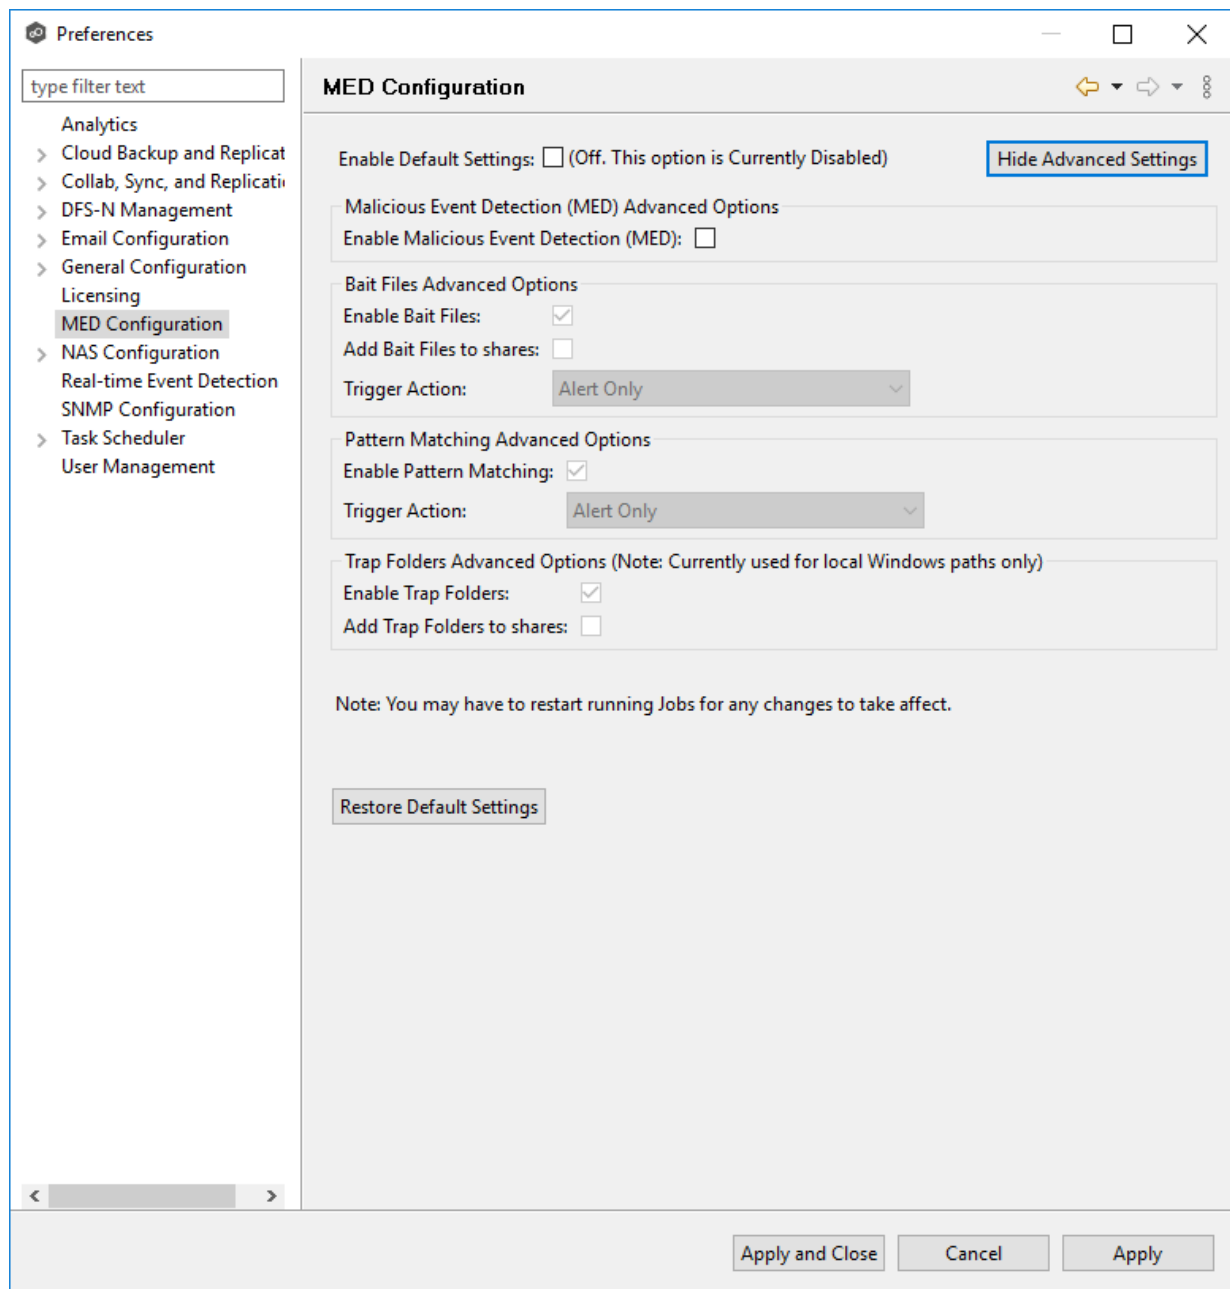 Preferences
type filter text
Analytics
Cloud Backup and Replicat
Collab, Sync, and Replicati
DFS-N Management
Email Configuration
General Configuration
Licensing
MED Configuration
NAS Configuration
Real-time Event Detection
SNMP Configuration
Task Scheduler
User Management
MED Configuration
Enable Default Settings: (Off. This option is Currently Disabled)
Hide Advanced Settings
Malicious Event Detection (MED) Advanced Options
Enable Malicious Event Detection (MED):
Bait Files Advanced Options
Enable Bait Files:
Add Bait Files to shares:
Trigger Action: Alert Only
Pattern Matching Advanced Options
Enable Pattern Matching:
Trigger Action: Alert Only
Trap Folders Advanced Options (Note: Currently used for local Windows paths only)
Enable Trap Folders:
Add Trap Folders to shares:
Note: You may have to restart running Jobs for any changes to take affect.
Restore Default Settings
Apply and Close
Cancel
Apply